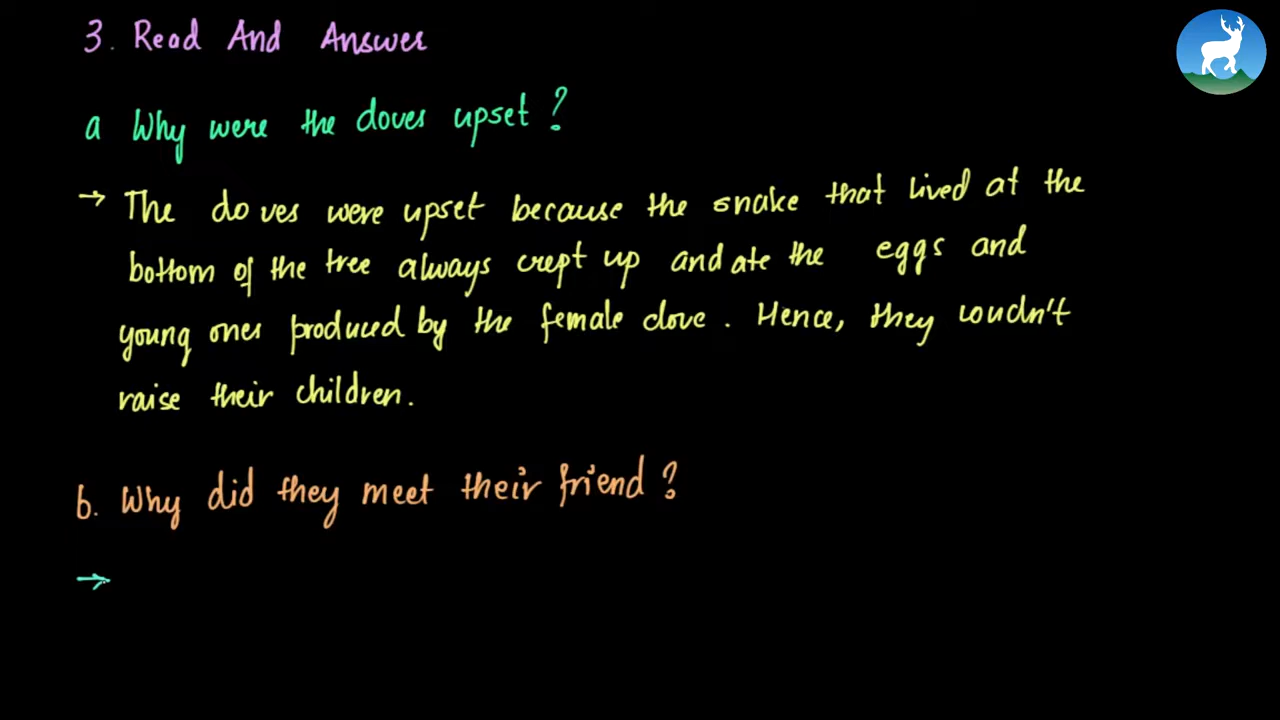 3. Read And Answer
a Why were the doves upset?
→ The doves were upset because the snake that lived at the
bottom of the tree always crept up and ate the eggs and
young ones produced by the female dove. Hence, they coudn't
raise their children.
b. Why did they meet their friend?
→